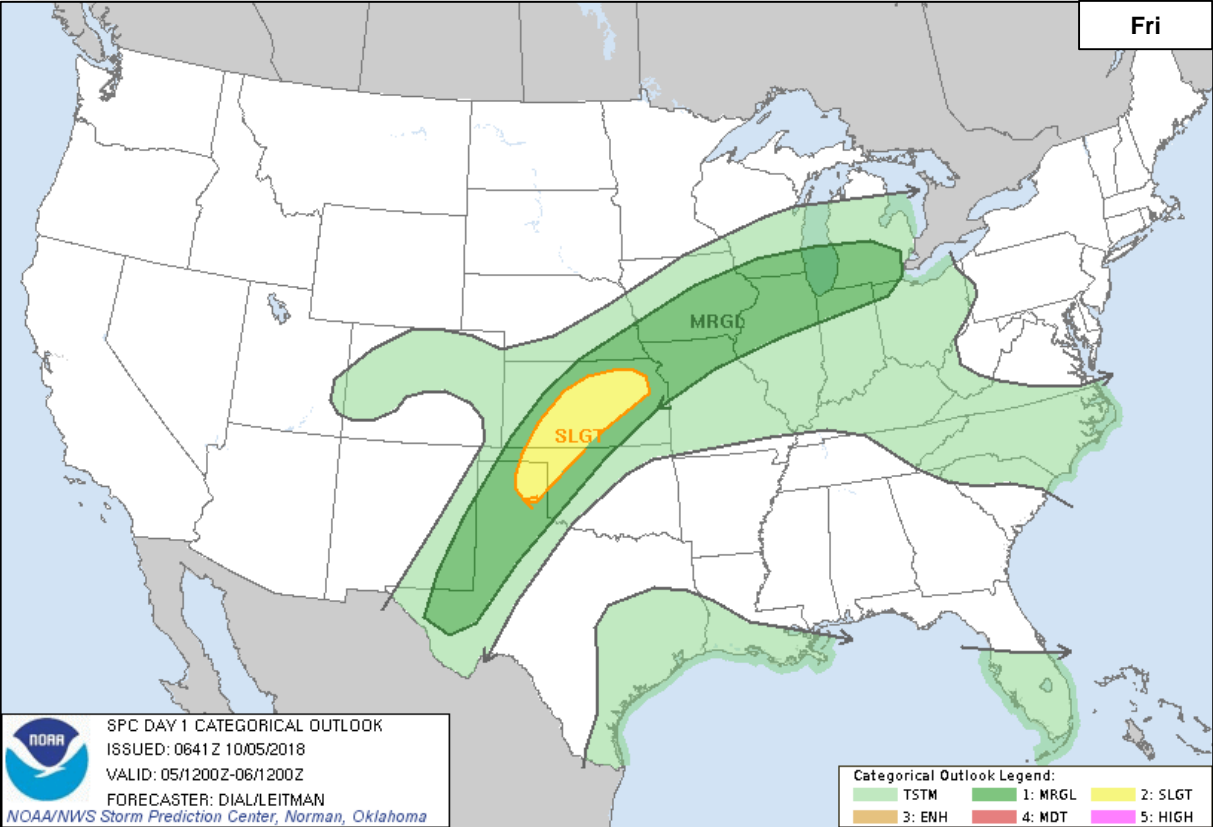 Fri
MRGL
SLGT
NOAA
SPC DAY 1 CATEGORICAL OUTLOOK
ISSUED: 0641Z 10/05/2018
VALID: 05/1200Z-06/1200Z
FORECASTER: DIAL/LEITMAN
NOAA/NWS Storm Prediction Center, Norman, Oklahoma
Categorical Outlook Legend:
TSTM 1: MRGL 2: SLGT
3: ENH 4: MDT 5: HIGH